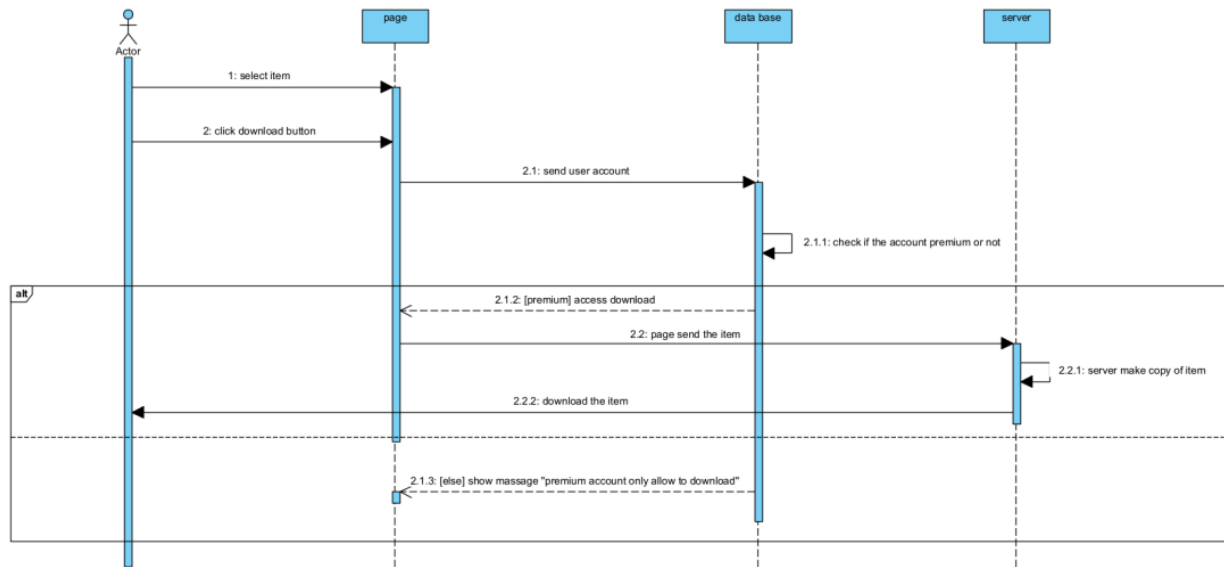 page
data base
server
Actor
1: select item
2: click download button
2.1: send user account
2.1.1: check if the account premium or not
alt
2.1.2: [premium] access download
2.2: page send the item
2.2.1: server make copy of item
2.2.2: download the item
2.1.3: [else] show massage "premium account only allow to download"